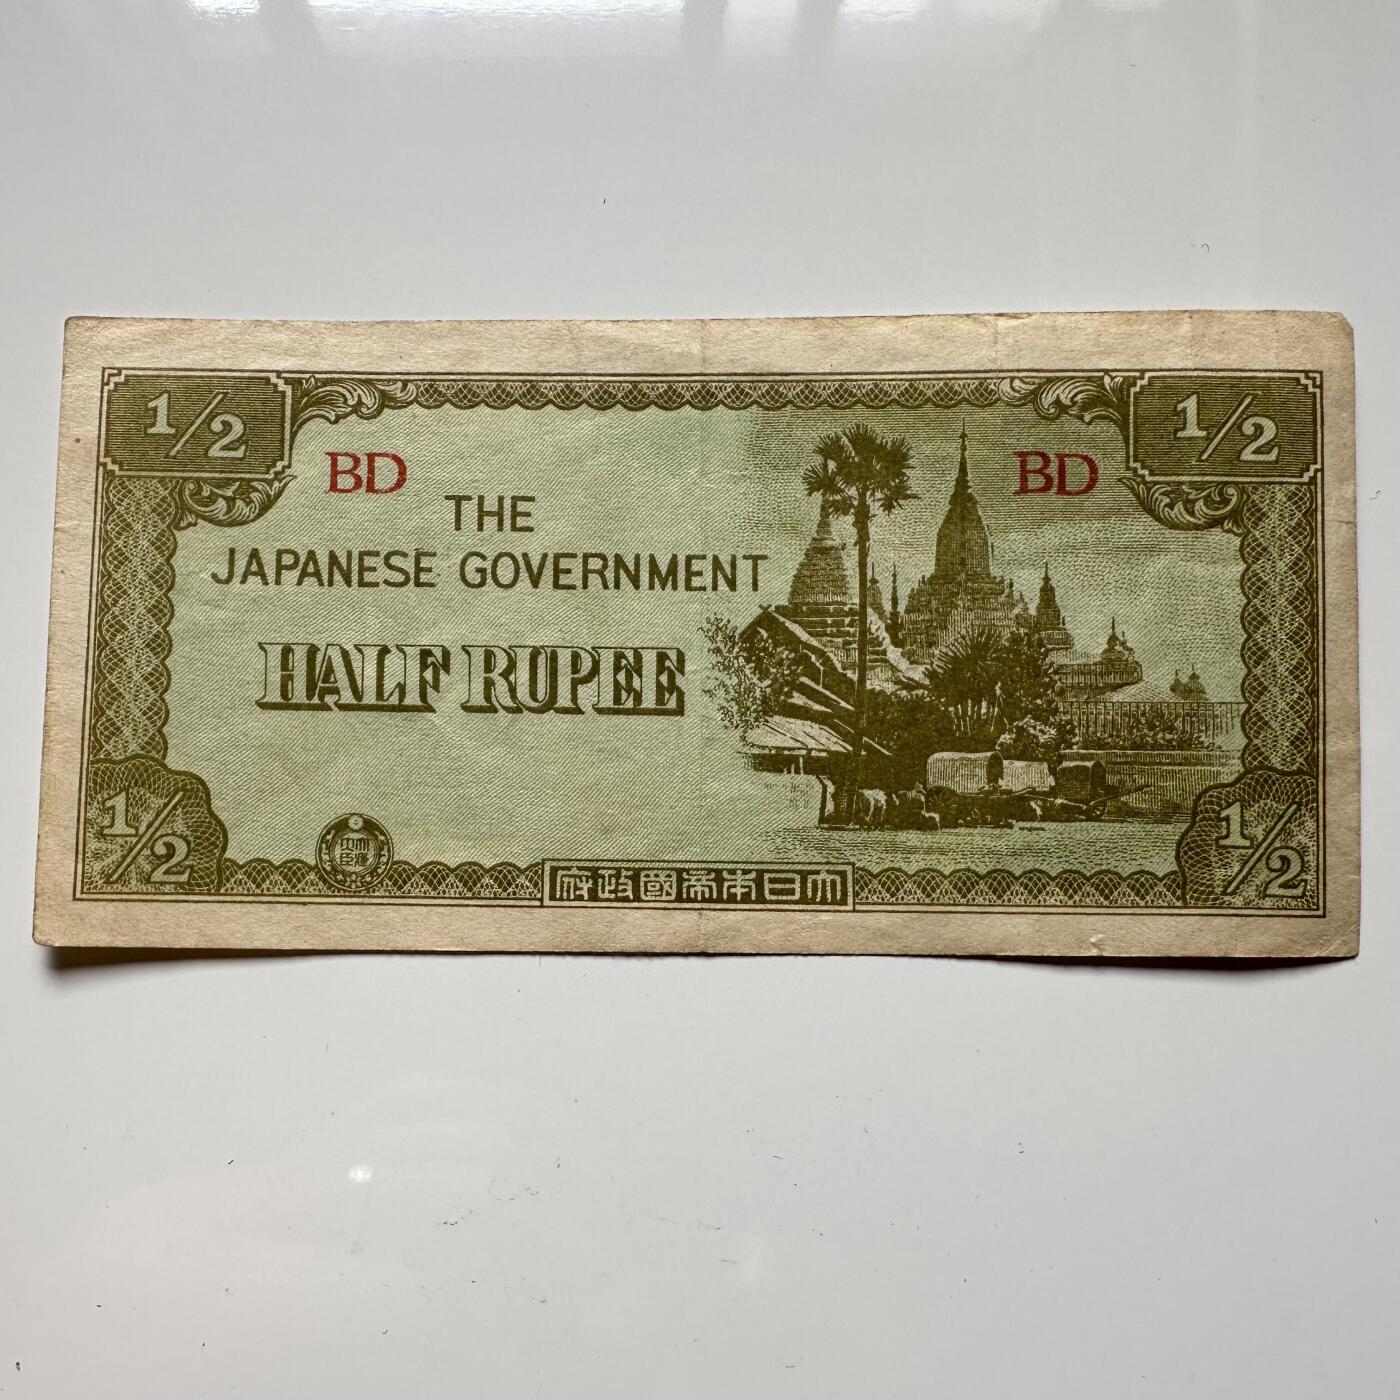 1/2
1/2
BD
BD
THE
JAPANESE GOVERNMENT
HALF RUPEE
1/2
1/2
府政國帝本日大